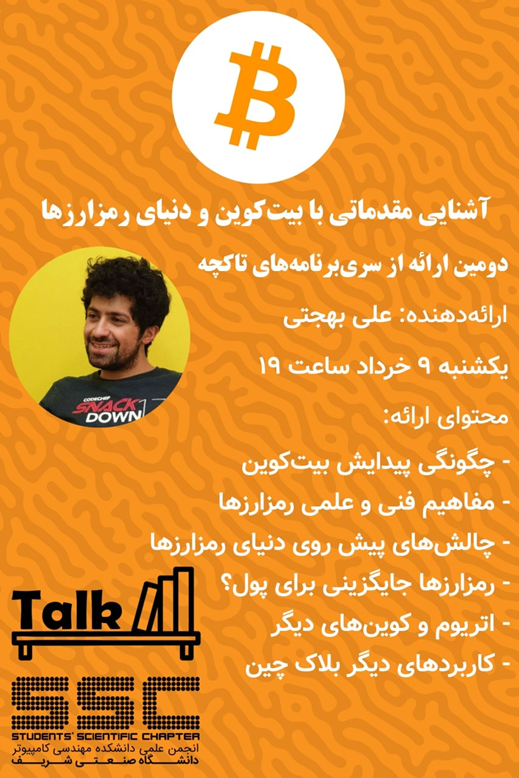 آشنایی مقدماتی با بیت‌کوین و دنیای رمزارزها
دومین ارائه از سری‌برنامه‌های تاکچه
ارائه‌دهنده: علی بهجتی
یکشنبه ۹ خرداد ساعت ۱۹
محتوای ارائه:
- چگونگی پیدایش بیت‌کوین
- مفاهیم فنی و علمی رمزارزها
- چالش‌های پیش روی دنیای رمزارزها
- رمزارزها جایگزینی برای پول؟
- اتریوم و کوین‌های دیگر
- کاربردهای دیگر بلاک چین
CODECHEF
SNACK
DOWN
Talk
SSC
STUDENTS' SCIENTIFIC CHAPTER
انجمن علمی دانشکده مهندسی کامپیوتر
دانشگاه صنعتی شریف